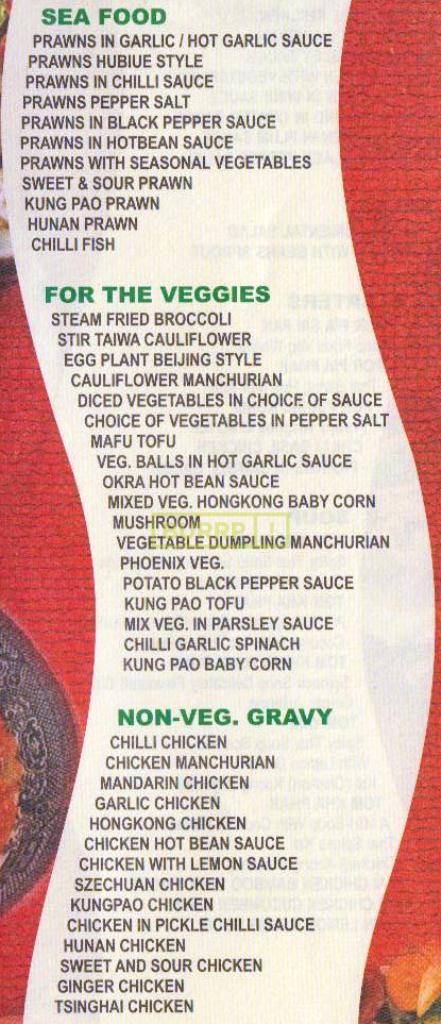 SEA FOOD
PRAWNS IN GARLIC / HOT GARLIC SAUCE
PRAWNS HUBIUE STYLE
PRAWNS IN CHILLI SAUCE
PRAWNS PEPPER SALT
PRAWNS IN BLACK PEPPER SAUCE
PRAWNS IN HOTBEAN SAUCE
PRAWNS WITH SEASONAL VEGETABLES
SWEET & SOUR PRAWN
KUNG PAO PRAWN
HUNAN PRAWN
CHILLI FISH
FOR THE VEGGIES
STEAM FRIED BROCCOLI
STIR TAIWA CAULIFLOWER
EGG PLANT BEIJING STYLE
CAULIFLOWER MANCHURIAN
DICED VEGETABLES IN CHOICE OF SAUCE
CHOICE OF VEGETABLES IN PEPPER SALT
MAFU TOFU
VEG. BALLS IN HOT GARLIC SAUCE
OKRA HOT BEAN SAUCE
MIXED VEG. HONGKONG BABY CORN
MUSHROOM
VEGETABLE DUMPLING MANCHURIAN
PHOENIX VEG.
POTATO BLACK PEPPER SAUCE
KUNG PAO TOFU
MIX VEG. IN PARSLEY SAUCE
CHILLI GARLIC SPINACH
KUNG PAO BABY CORN
NON-VEG. GRAVY
CHILLI CHICKEN
CHICKEN MANCHURIAN
MANDARIN CHICKEN
GARLIC CHICKEN
HONGKONG CHICKEN
CHICKEN HOT BEAN SAUCE
CHICKEN WITH LEMON SAUCE
SZECHUAN CHICKEN
KUNGPAO CHICKEN
CHICKEN IN PICKLE CHILLI SAUCE
HUNAN CHICKEN
SWEET AND SOUR CHICKEN
GINGER CHICKEN
TSINGHAI CHICKEN